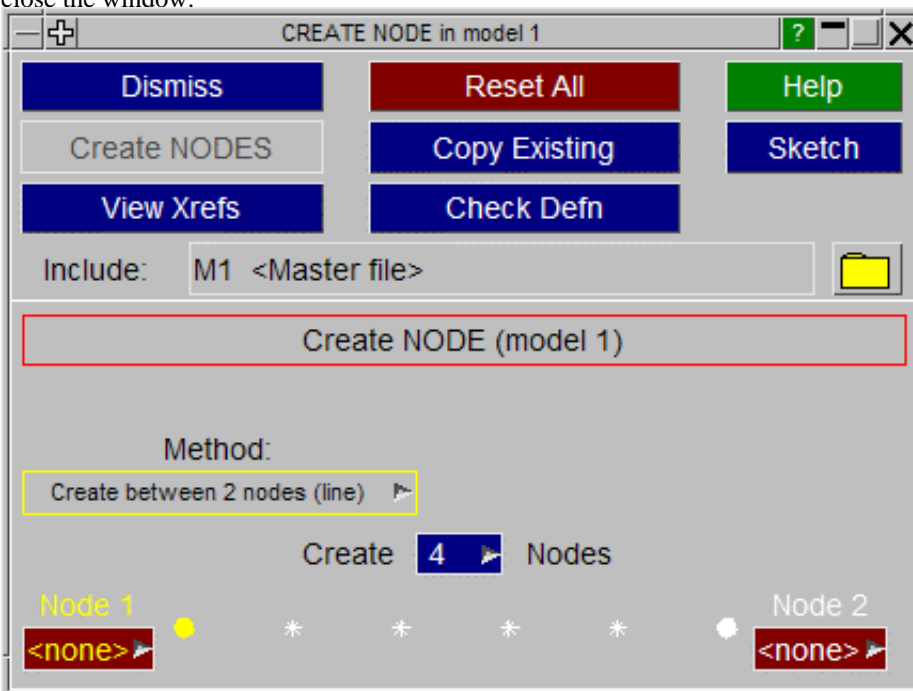 close the window.
CREATE NODE in model 1 ?
Dismiss Reset All Help
Create NODES Copy Existing Sketch
View Xrefs Check Defn
Include: M1 <Master file>
Create NODE (model 1)
Method:
Create between 2 nodes (line)
Create 4 Nodes
Node 1 Node 2
<none> <none>